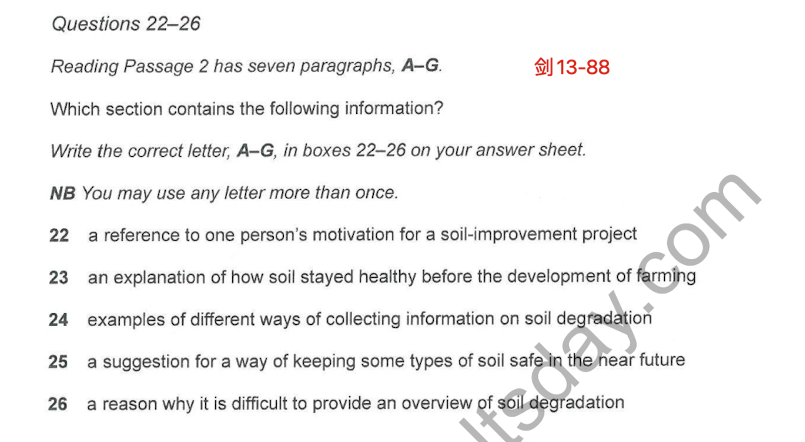 Questions 22–26
Reading Passage 2 has seven paragraphs, A–G.
剑13-88
Which section contains the following information?
Write the correct letter, A–G, in boxes 22–26 on your answer sheet.
NB You may use any letter more than once.
22 a reference to one person's motivation for a soil-improvement project
23 an explanation of how soil stayed healthy before the development of farming
24 examples of different ways of collecting information on soil degradation
25 a suggestion for a way of keeping some types of soil safe in the near future
26 a reason why it is difficult to provide an overview of soil degradation
ltsday.com